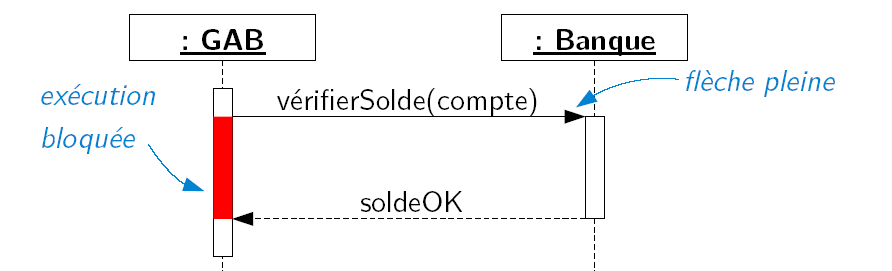 : GAB
: Banque
exécution
bloquée
vérifierSolde(compte)
flèche pleine
soldeOK